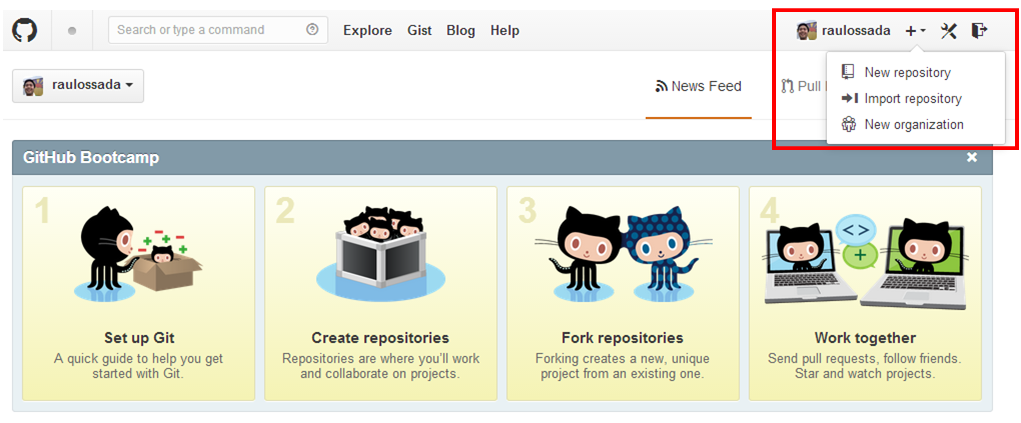 Search or type a command
Explore Gist Blog Help
raulossada
New repository
Import repository
New organization
raulossada
News Feed
Pull
GitHub Bootcamp
1
Set up Git
A quick guide to help you get
started with Git.
2
Create repositories
Repositories are where you'll work
and collaborate on projects.
3
Fork repositories
Forking creates a new, unique
project from an existing one.
4
Work together
Send pull requests, follow friends.
Star and watch projects.